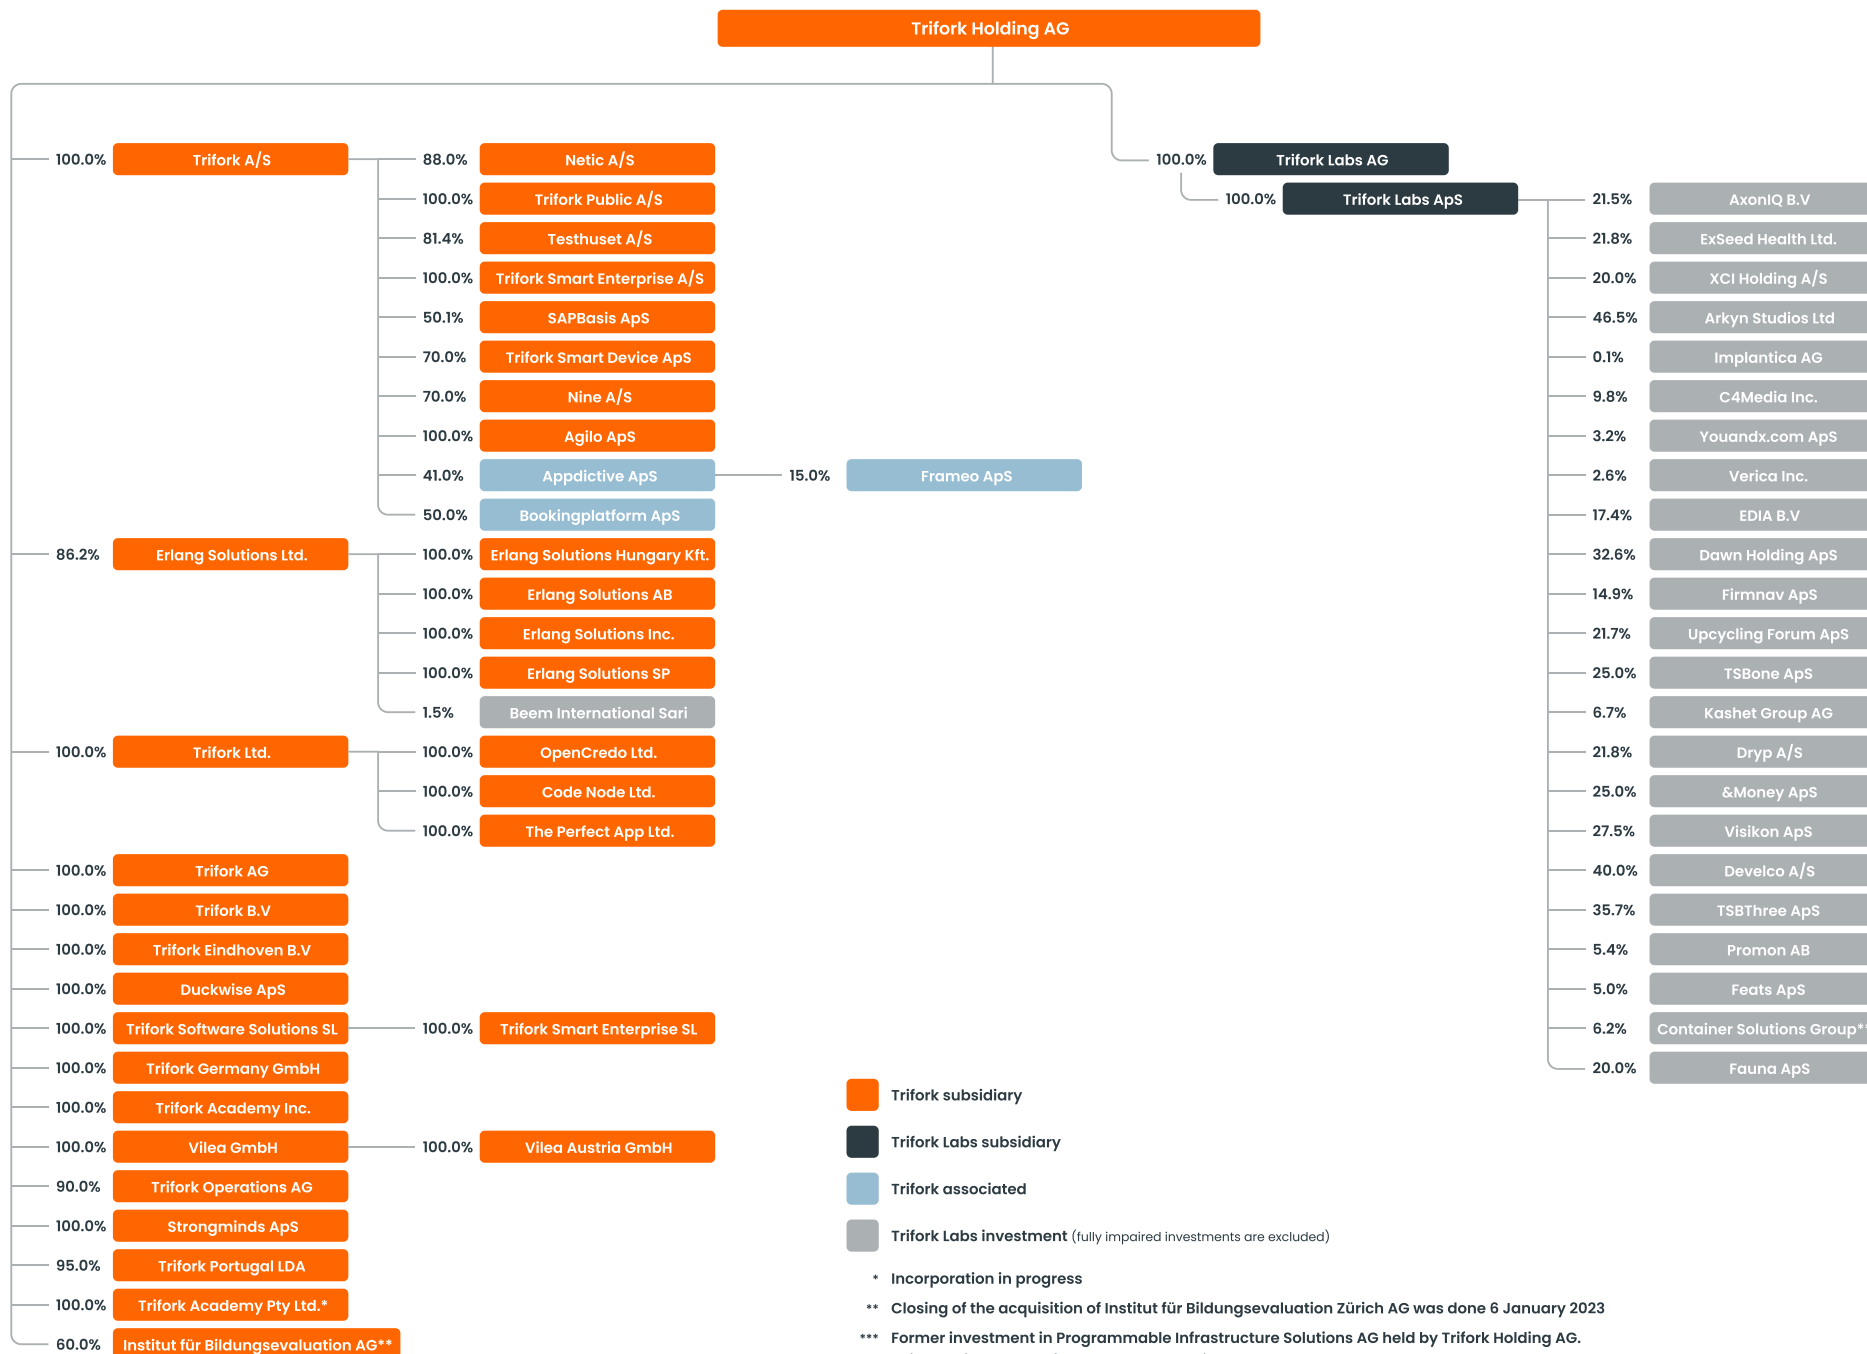 Trifork Holding AG
100.0% Trifork A/S
88.0% Netic A/S
100.0% Trifork Public A/S
81.4% Testhuset A/S
100.0% Trifork Smart Enterprise A/S
50.1% SAPBasis ApS
70.0% Trifork Smart Device ApS
70.0% Nine A/S
100.0% Agilo ApS
41.0% Appdictive ApS
15.0% Frameo ApS
50.0% Bookingplatform ApS
86.2% Erlang Solutions Ltd.
100.0% Erlang Solutions Hungary Kft.
100.0% Erlang Solutions AB
100.0% Erlang Solutions Inc.
100.0% Erlang Solutions SP
1.5% Beem International Sari
100.0% Trifork Ltd.
100.0% OpenCredo Ltd.
100.0% Code Node Ltd.
100.0% The Perfect App Ltd.
100.0% Trifork AG
100.0% Trifork B.V
100.0% Trifork Eindhoven B.V
100.0% Duckwise ApS
100.0% Trifork Software Solutions SL
100.0% Trifork Smart Enterprise SL
100.0% Trifork Germany GmbH
100.0% Trifork Academy Inc.
100.0% Vilea GmbH
100.0% Vilea Austria GmbH
90.0% Trifork Operations AG
100.0% Strongminds ApS
95.0% Trifork Portugal LDA
100.0% Trifork Academy Pty Ltd.*
60.0% Institut für Bildungsevaluation AG**
100.0% Trifork Labs AG
100.0% Trifork Labs ApS
21.5% AxonIQ B.V
21.8% ExSeed Health Ltd.
20.0% XCI Holding A/S
46.5% Arkyn Studios Ltd
0.1% Implantica AG
9.8% C4Media Inc.
3.2% Youandx.com ApS
2.6% Verica Inc.
17.4% EDIA B.V
32.6% Dawn Holding ApS
14.9% Firmnav ApS
21.7% Upcycling Forum ApS
25.0% TSBone ApS
6.7% Kashet Group AG
21.8% Dryp A/S
25.0% &Money ApS
27.5% Visikon ApS
40.0% Develco A/S
35.7% TSBThree ApS
5.4% Promon AB
5.0% Feats ApS
6.2% Container Solutions Group**
20.0% Fauna ApS
Trifork subsidiary
Trifork Labs subsidiary
Trifork associated
Trifork Labs investment (fully impaired investments are excluded)
* Incorporation in progress
** Closing of the acquisition of Institut für Bildungsevaluation Zürich AG was done 6 January 2023
*** Former investment in Programmable Infrastructure Solutions AG held by Trifork Holding AG.